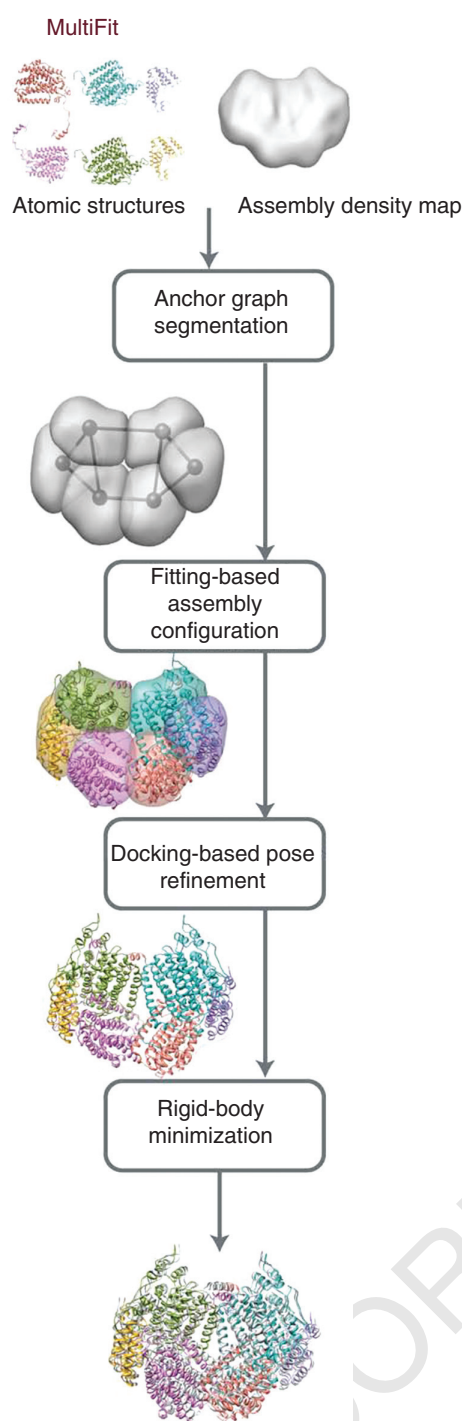 MultiFit
Atomic structures
Assembly density map
Anchor graph
segmentation
Fitting-based
assembly
configuration
Docking-based pose
refinement
Rigid-body
minimization